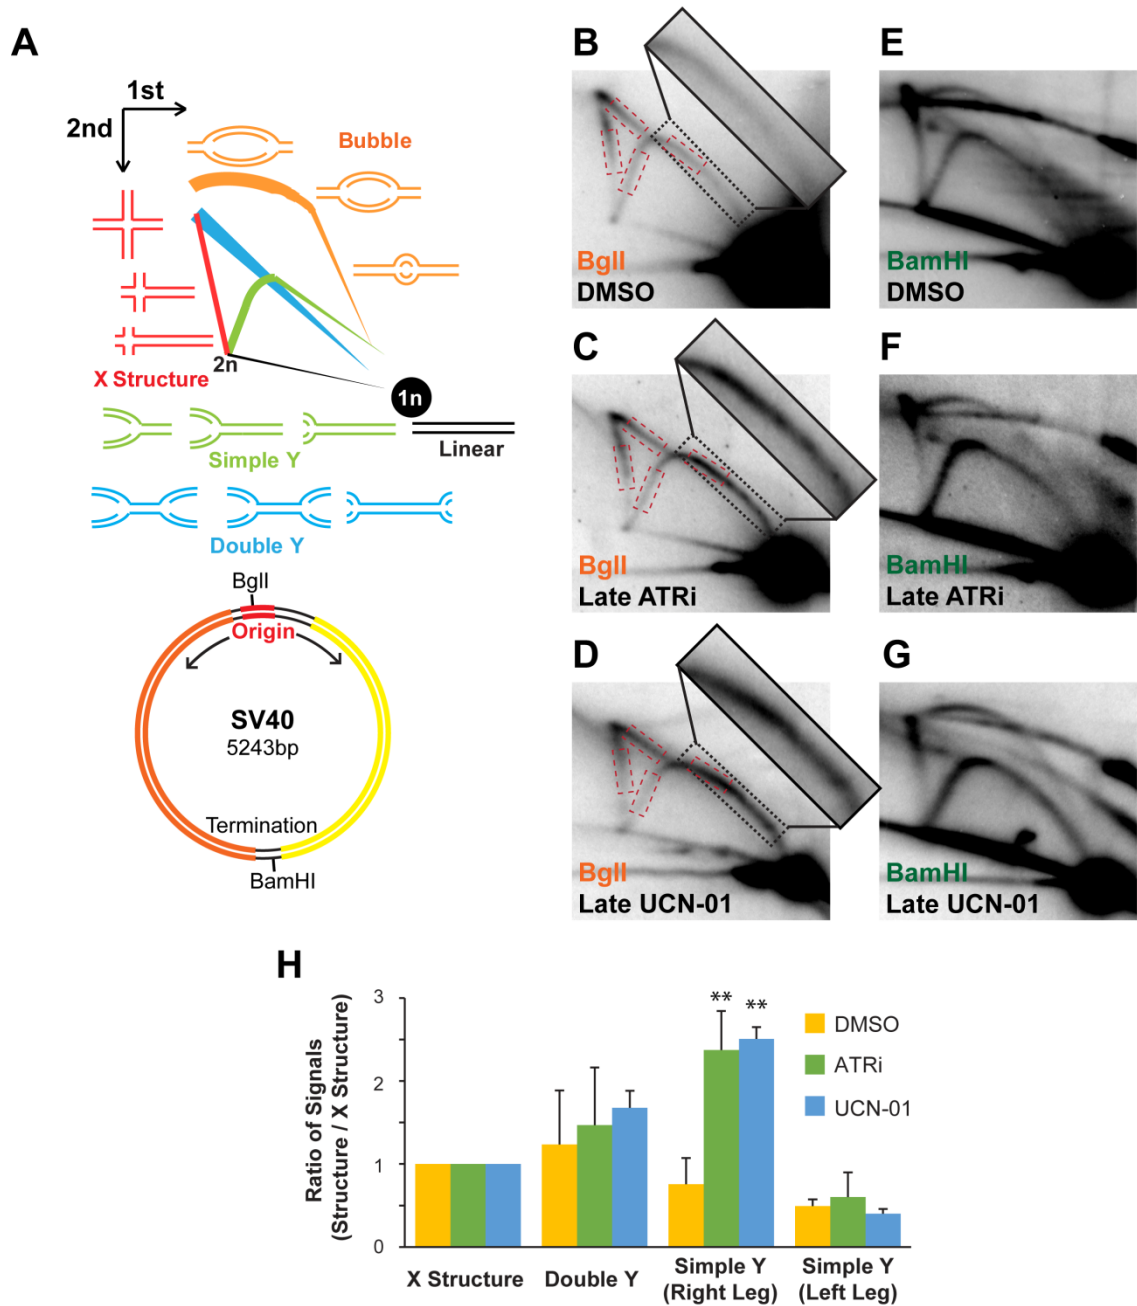 A
1st
2nd
Bubble
2n
X Structure
1n
Simple Y
Linear
Double Y
BglI
Origin
SV40
5243bp
Termination
BamHI
B
BglI
DMSO
E
BamHI
DMSO
C
BglI
Late ATRi
F
BamHI
Late ATRi
D
BglI
Late UCN-01
G
BamHI
Late UCN-01
H
Ratio of Signals
(Structure / X Structure)
3
2
1
0
**
**
DMSO
ATRi
UCN-01
X Structure
Double Y
Simple Y
(Right Leg)
Simple Y
(Left Leg)